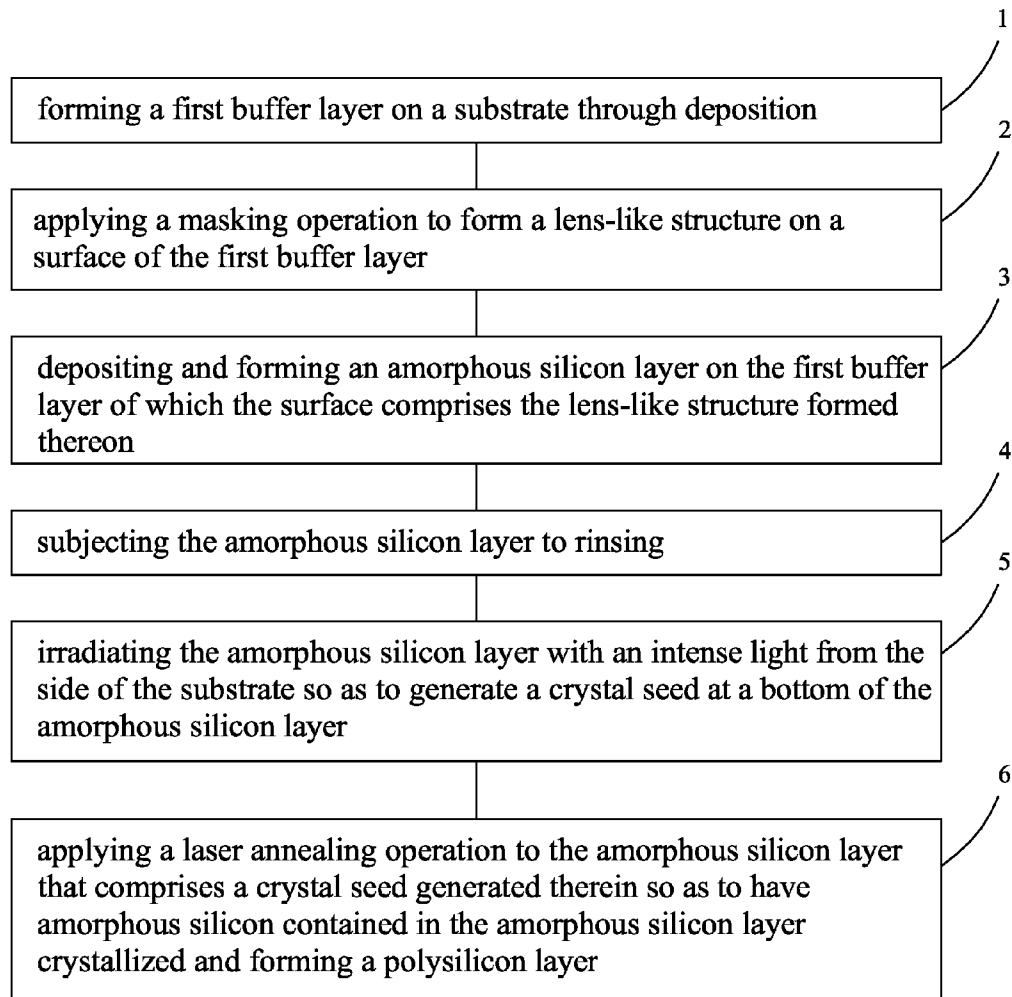 1
forming a first buffer layer on a substrate through deposition
2
applying a masking operation to form a lens-like structure on a
surface of the first buffer layer
3
depositing and forming an amorphous silicon layer on the first buffer
layer of which the surface comprises the lens-like structure formed
thereon
4
subjecting the amorphous silicon layer to rinsing
5
irradiating the amorphous silicon layer with an intense light from the
side of the substrate so as to generate a crystal seed at a bottom of the
amorphous silicon layer
6
applying a laser annealing operation to the amorphous silicon layer
that comprises a crystal seed generated therein so as to have
amorphous silicon contained in the amorphous silicon layer
crystallized and forming a polysilicon layer